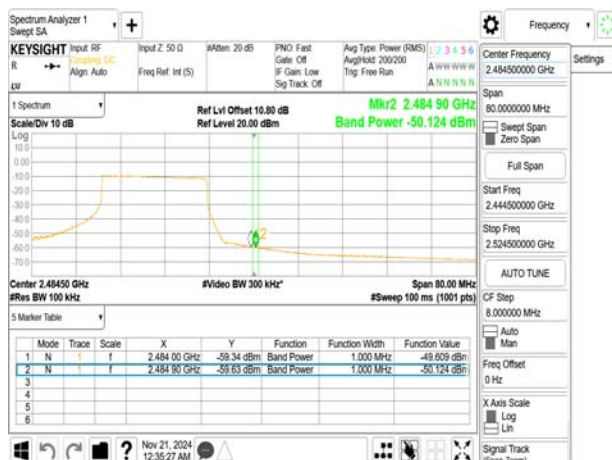 Spectrum Analyzer 1
Swept SA
+
Frequency
KEYSIGHT Input: RF Input Z: 50 Ω #Atten: 20 dB PNO: Fast Avg Type: Power (RMS) 1 2 3 4 5 6
R Coupling: DC Gate: Off Avg|Hold: 200/200 A W W W W W
Align: Auto Freq Ref: Int (S) IF Gain: Low Trig: Free Run
Sig Track: Off A N N N N N
LXI
1 Spectrum
Ref Lvl Offset 10.80 dB Mkr2 2.484 90 GHz
Scale/Div 10 dB Ref Level 20.00 dBm Band Power -50.124 dBm
Log
10.0
0.00
-10.0
-20.0
-30.0
-40.0
-50.0
-60.0
-70.0
2
Center 2.48450 GHz #Video BW 300 kHz* Span 80.00 MHz
#Res BW 100 kHz #Sweep 100 ms (1001 pts)
5 Marker Table
Mode Trace Scale X Y Function Function Width Function Value
1 N 1 f 2.484 00 GHz -59.34 dBm Band Power 1.000 MHz -49.609 dBm
2 N 1 f 2.484 90 GHz -59.63 dBm Band Power 1.000 MHz -50.124 dBm
3
4
5
6
? Nov 21, 2024
12:35:27 AM
Center Frequency
2.484500000 GHz
Settings
Span
80.0000000 MHz
Swept Span
Zero Span
Full Span
Start Freq
2.444500000 GHz
Stop Freq
2.524500000 GHz
AUTO TUNE
CF Step
8.000000 MHz
Auto
Man
Freq Offset
0 Hz
X Axis Scale
Log
Lin
Signal Track
(Span Zoom)